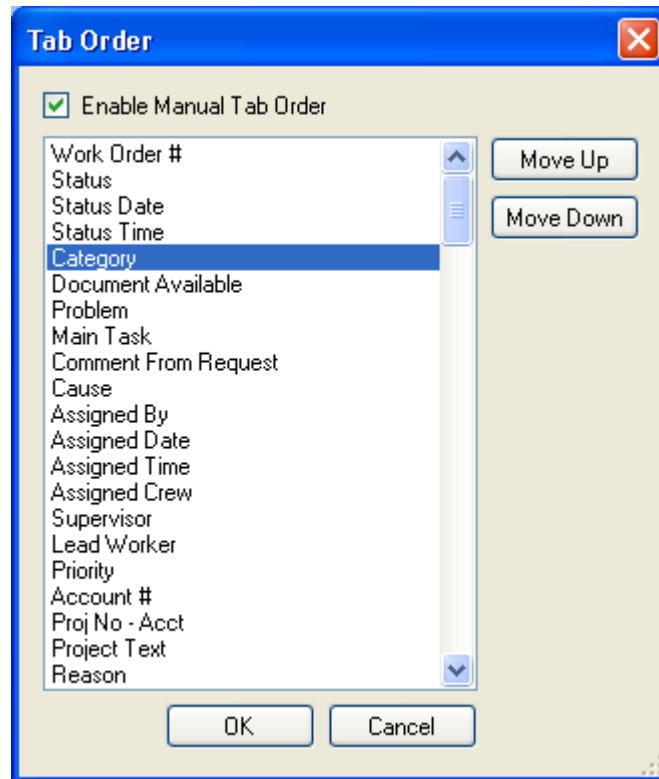 Tab Order
Enable Manual Tab Order
Work Order #
Status
Status Date
Status Time
Category
Document Available
Problem
Main Task
Comment From Request
Cause
Assigned By
Assigned Date
Assigned Time
Assigned Crew
Supervisor
Lead Worker
Priority
Account #
Proj No - Acct
Project Text
Reason
Move Up
Move Down
OK
Cancel